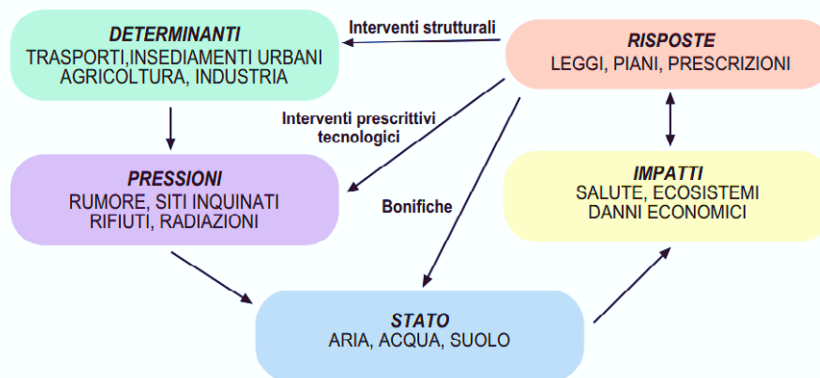 DETERMINANTI
TRASPORTI,INSEDIAMENTI URBANI
AGRICOLTURA, INDUSTRIA
Interventi strutturali
RISPOSTE
LEGGI, PIANI, PRESCRIZIONI
Interventi prescrittivi
tecnologici
PRESSIONI
RUMORE, SITI INQUINATI
RIFIUTI, RADIAZIONI
Bonifiche
IMPATTI
SALUTE, ECOSISTEMI
DANNI ECONOMICI
STATO
ARIA, ACQUA, SUOLO